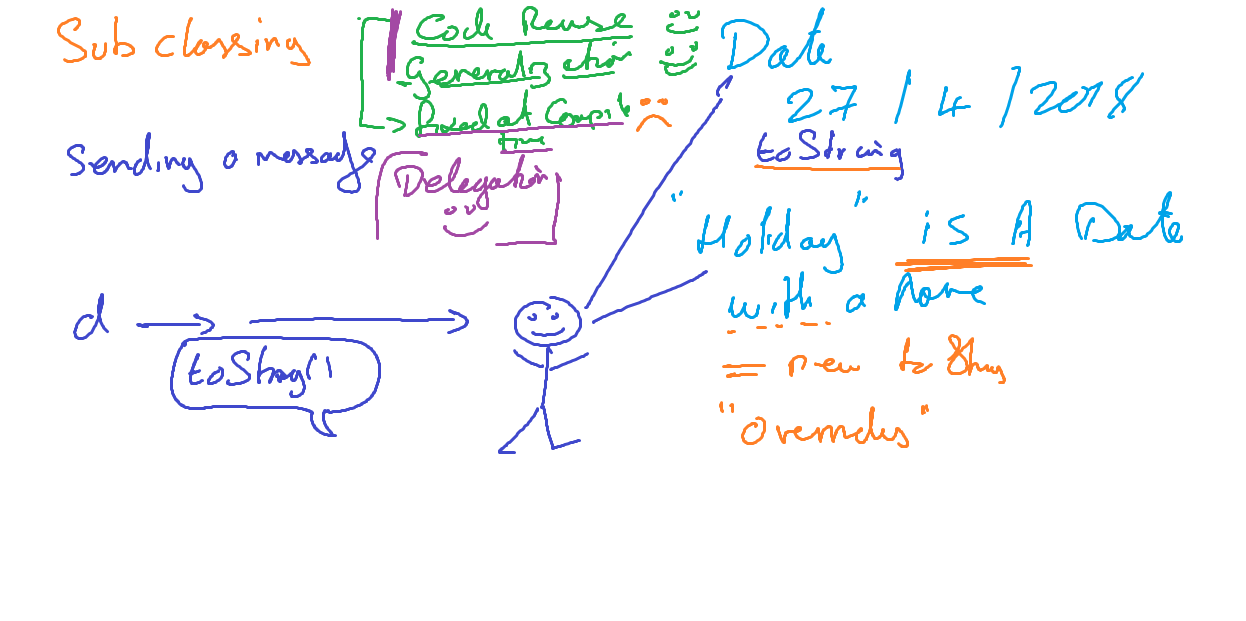 Sub classing
Code Reuse
Generalization
Fixed at Compile
time
Sending a message
Delegation
Date
27 / 4 / 2018
toString
"Holiday" is A Date
with a Name
d
toString()
= new toString
"Overrides"